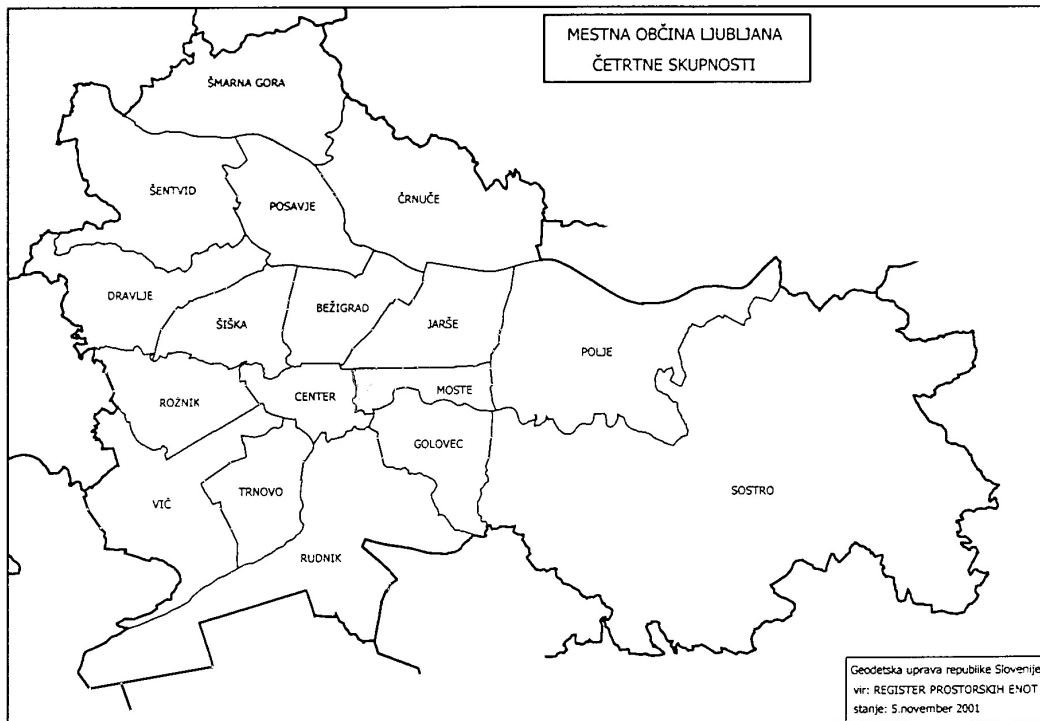 MESTNA OBČINA LJUBLJANA
ČETRTNE SKUPNOSTI
ŠMARNA GORA
ŠENTVID
POSAVJE
ČRNUČE
DRAVLJE
ŠIŠKA
BEŽIGRAD
JARŠE
POLJE
ROŽNIK
CENTER
MOSTE
GOLOVEC
VIČ
TRNOVO
SOSTRO
RUDNIK
Geodetska uprava republike Slovenije
vir: REGISTER PROSTORSKIH ENOT
stanje: 5.november 2001